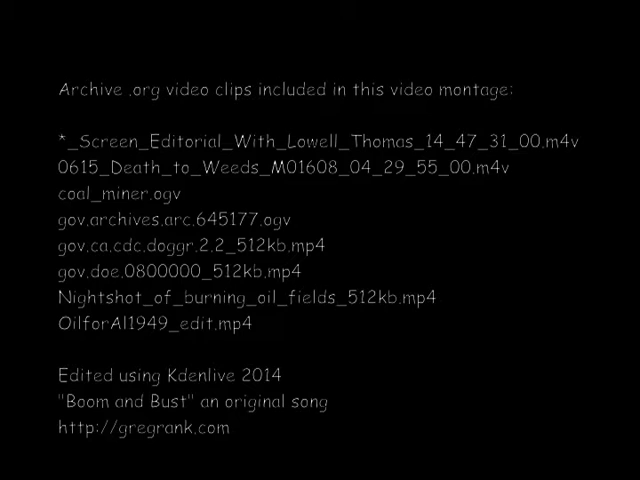 Archive .org video clips included in this video montage:
*_Screen_Editorial_With_Lowell_Thomas_14_47_31_00.m4v
0615_Death_to_Weeds_M01608_04_29_55_00.m4v
coal_miner.ogv
gov.archives.arc.645177.ogv
gov.ca.cdc.doggr.2.2_512kb.mp4
gov.doe.0800000_512kb.mp4
Nightshot_of_burning_oil_fields_512kb.mp4
OilforAl1949_edit.mp4
Edited using Kdenlive 2014
"Boom and Bust" an original song
http://gregrank.com